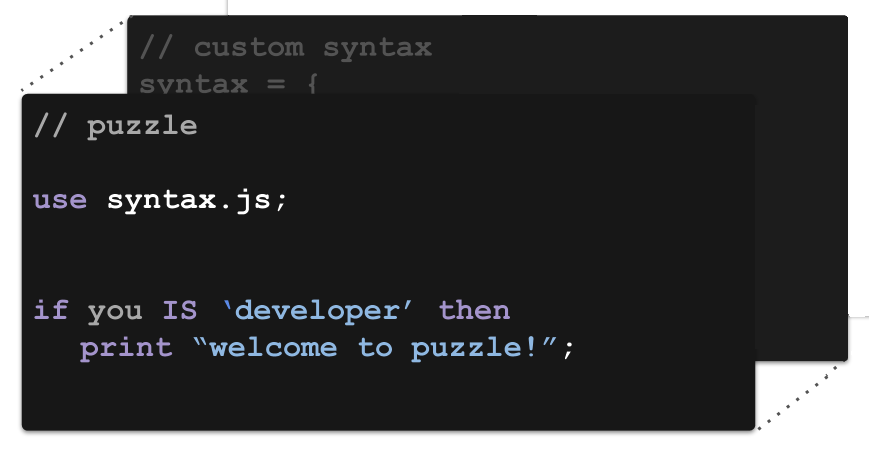 // custom syntax
syntax = {
// puzzle
use syntax.js;
if you IS ‘developer’ then
print “welcome to puzzle!”;